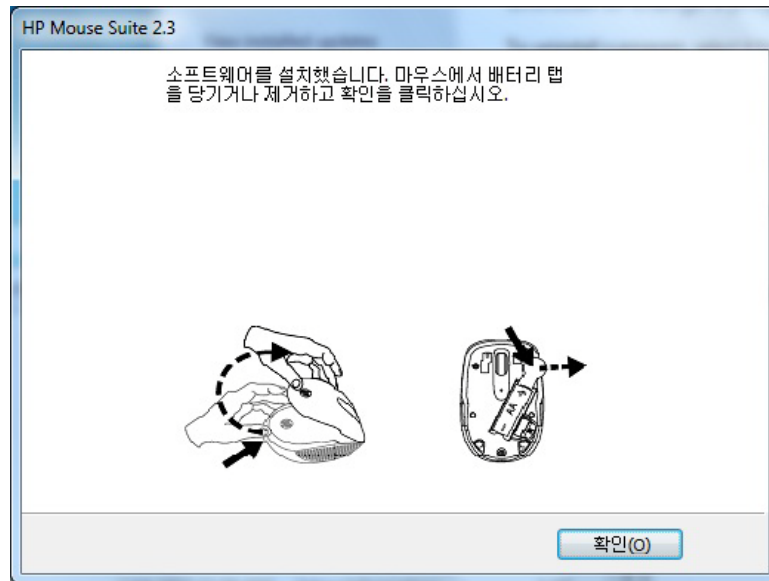 HP Mouse Suite 2.3
소프트웨어를 설치했습니다. 마우스에서 배터리 탭
을 당기거나 제거하고 확인을 클릭하십시오.
AA
확인(O)